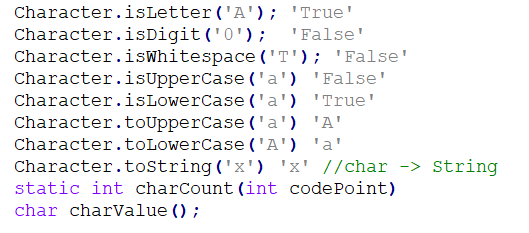 Character.isLetter('A'); 'True'
Character.isDigit('0');  'False'
Character.isWhitespace('T'); 'False'
Character.isUpperCase('a') 'False'
Character.isLowerCase('a') 'True'
Character.toUpperCase('a') 'A'
Character.toLowerCase('A') 'a'
Character.toString('x') 'x' //char -> String
static int charCount(int codePoint)
char charValue();